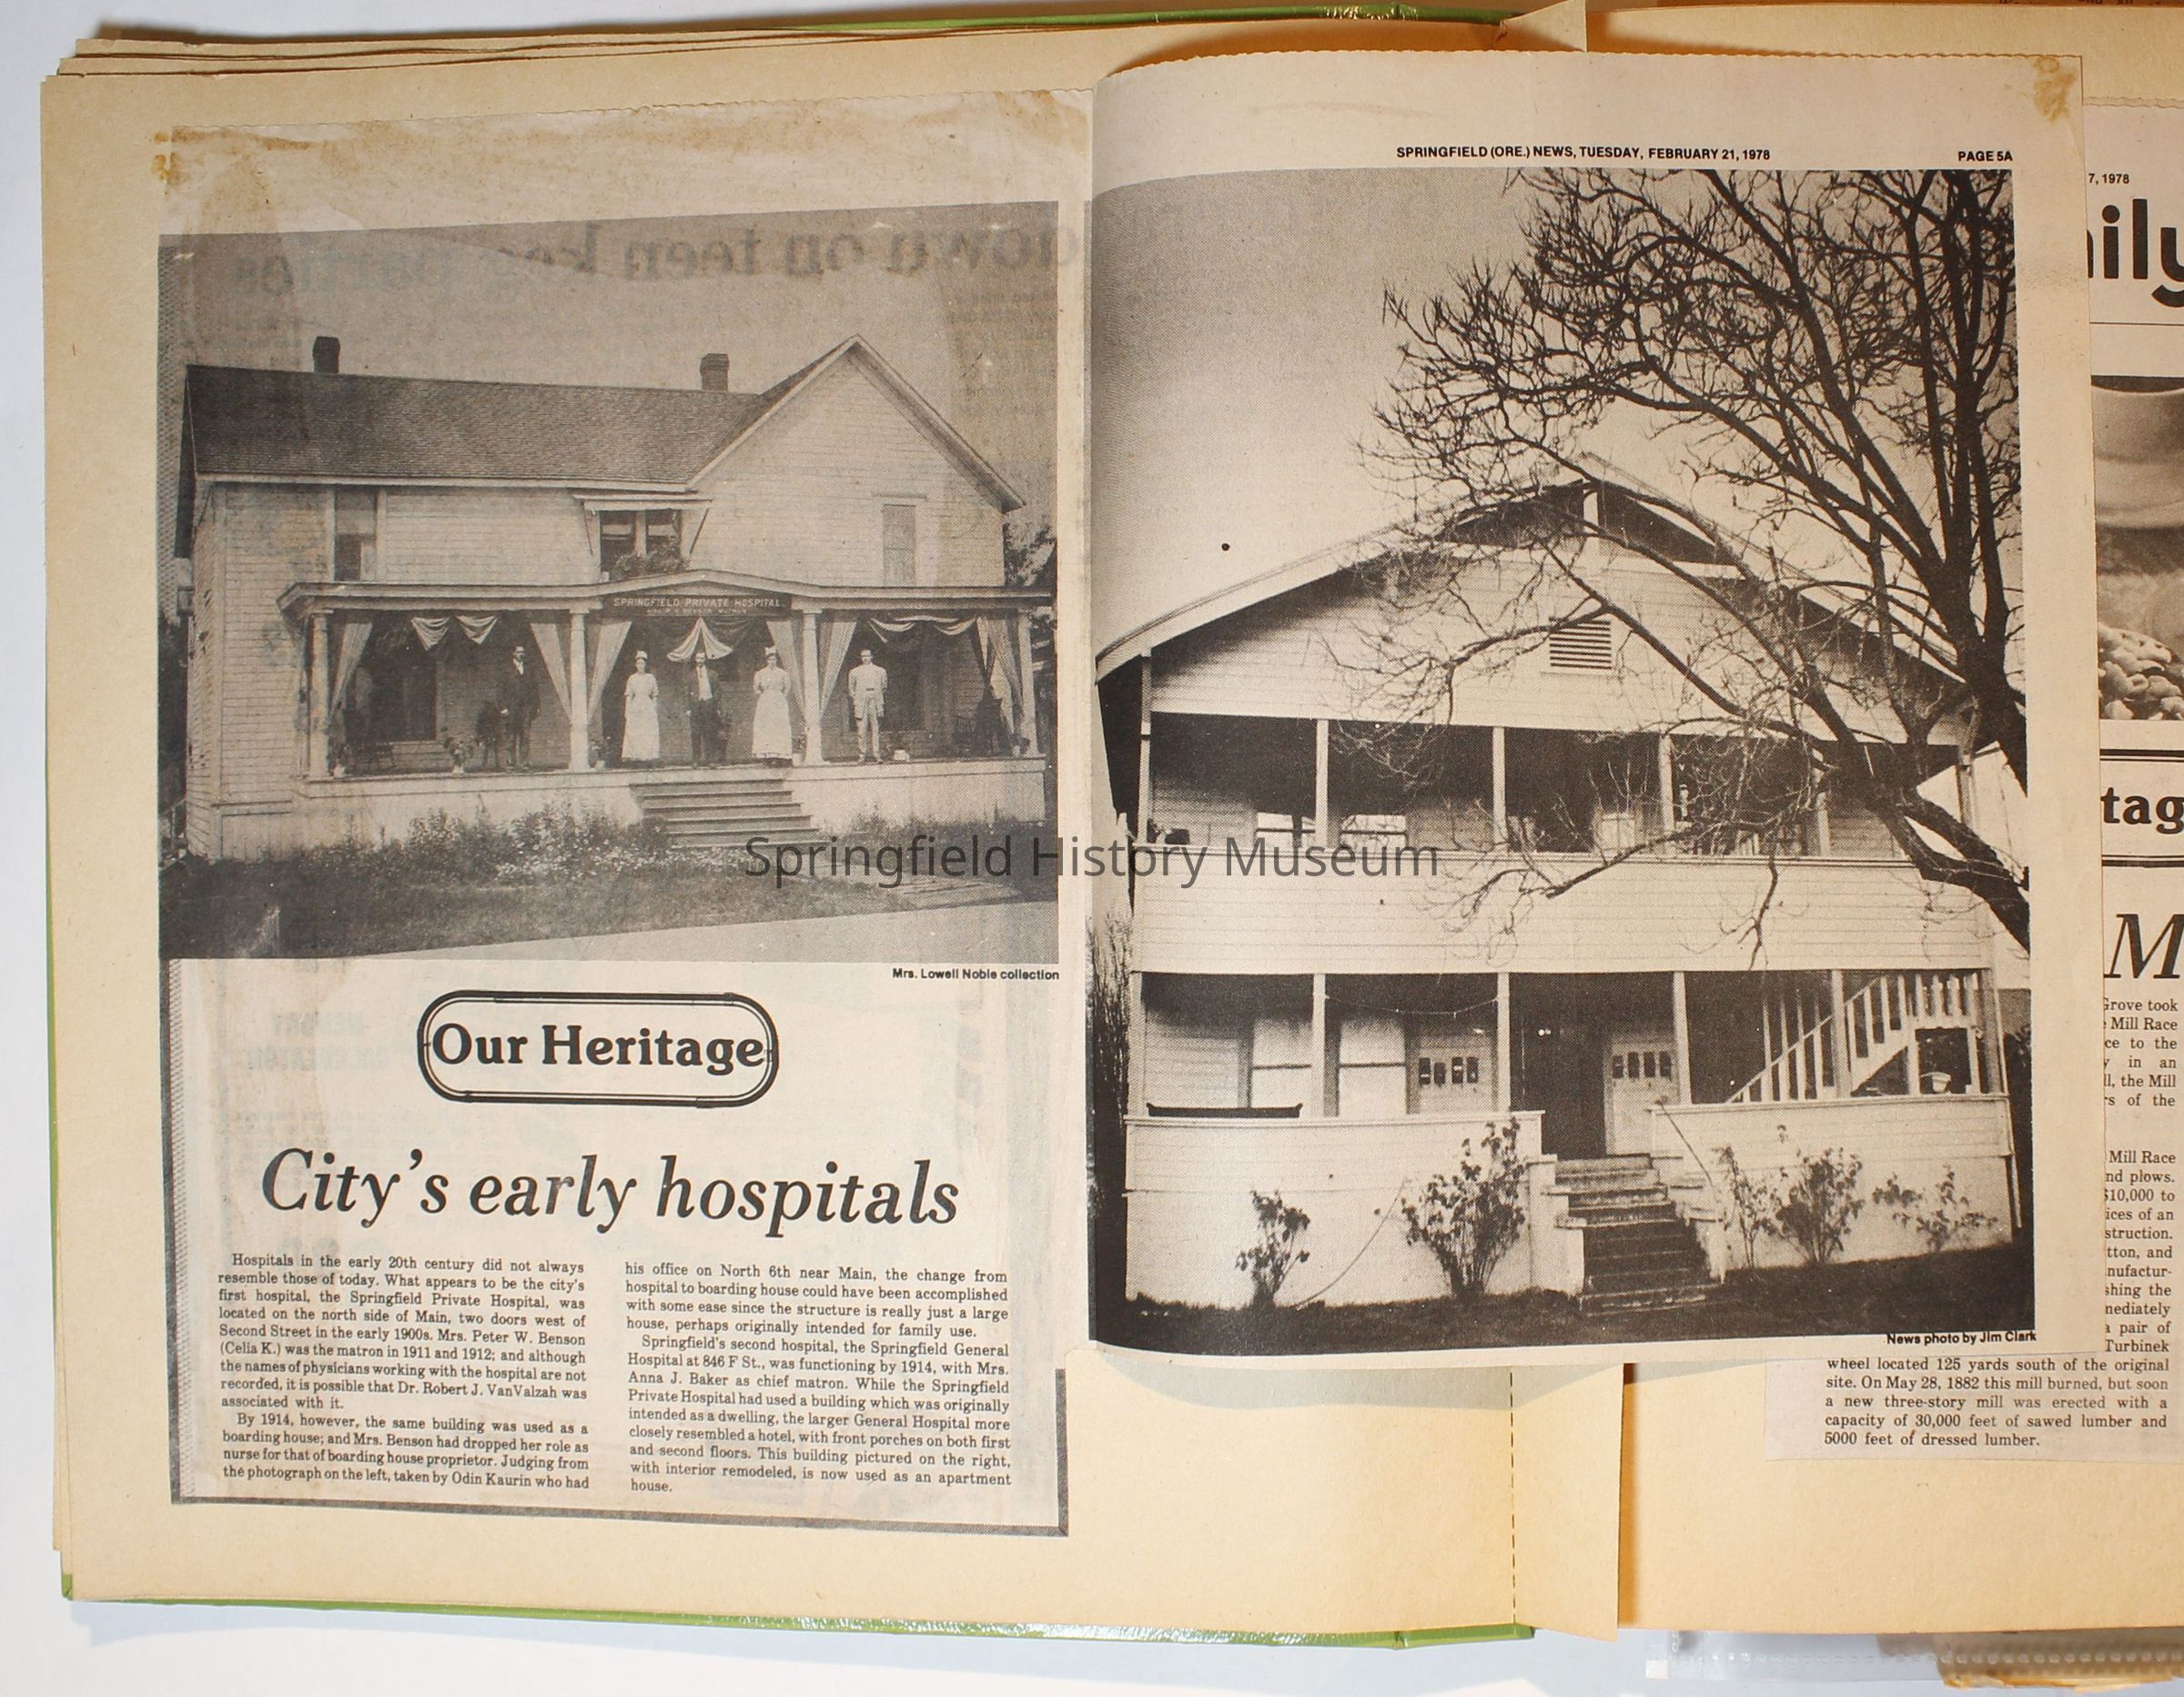 SPRINGFIELD (ORE.) NEWS, TUESDAY, FEBRUARY 21, 1978
PAGE 5A
SPRINGFIELD PRIVATE HOSPITAL.
Mrs. Lowell Noble collection
Our Heritage
City's early hospitals
Hospitals in the early 20th century did not always
resemble those of today. What appears to be the city's
first hospital, the Springfield Private Hospital, was
located on the north side of Main, two doors west of
Second Street in the early 1900s. Mrs. Peter W. Benson
(Celia K.) was the matron in 1911 and 1912; and although
the names of physicians working with the hospital are not
recorded, it is possible that Dr. Robert J. VanValzah was
associated with it.
By 1914, however, the same building was used as a
boarding house; and Mrs. Benson had dropped her role as
nurse for that of boarding house proprietor. Judging from
the photograph on the left, taken by Odin Kaurin who had
his office on North 6th near Main, the change from
hospital to boarding house could have been accomplished
with some ease since the structure is really just a large
house, perhaps originally intended for family use.
Springfield's second hospital, the Springfield General
Hospital at 846 F St., was functioning by 1914, with Mrs.
Anna J. Baker as chief matron. While the Springfield
Private Hospital had used a building which was originally
intended as a dwelling, the larger General Hospital more
closely resembled a hotel, with front porches on both first
and second floors. This building pictured on the right,
with interior remodeled, is now used as an apartment
house.
News photo by Jim Clark
Springfield History Museum
7, 1978
ily
tag
M
Grove took
Mill Race
ce to the
y in an
ll, the Mill
rs of the
Mill Race
nd plows.
$10,000 to
ices of an
struction.
tton, and
nufactur-
shing the
mediately
a pair of
Turbinek
wheel located 125 yards south of the original
site. On May 28, 1882 this mill burned, but soon
a new three-story mill was erected with a
capacity of 30,000 feet of sawed lumber and
5000 feet of dressed lumber.